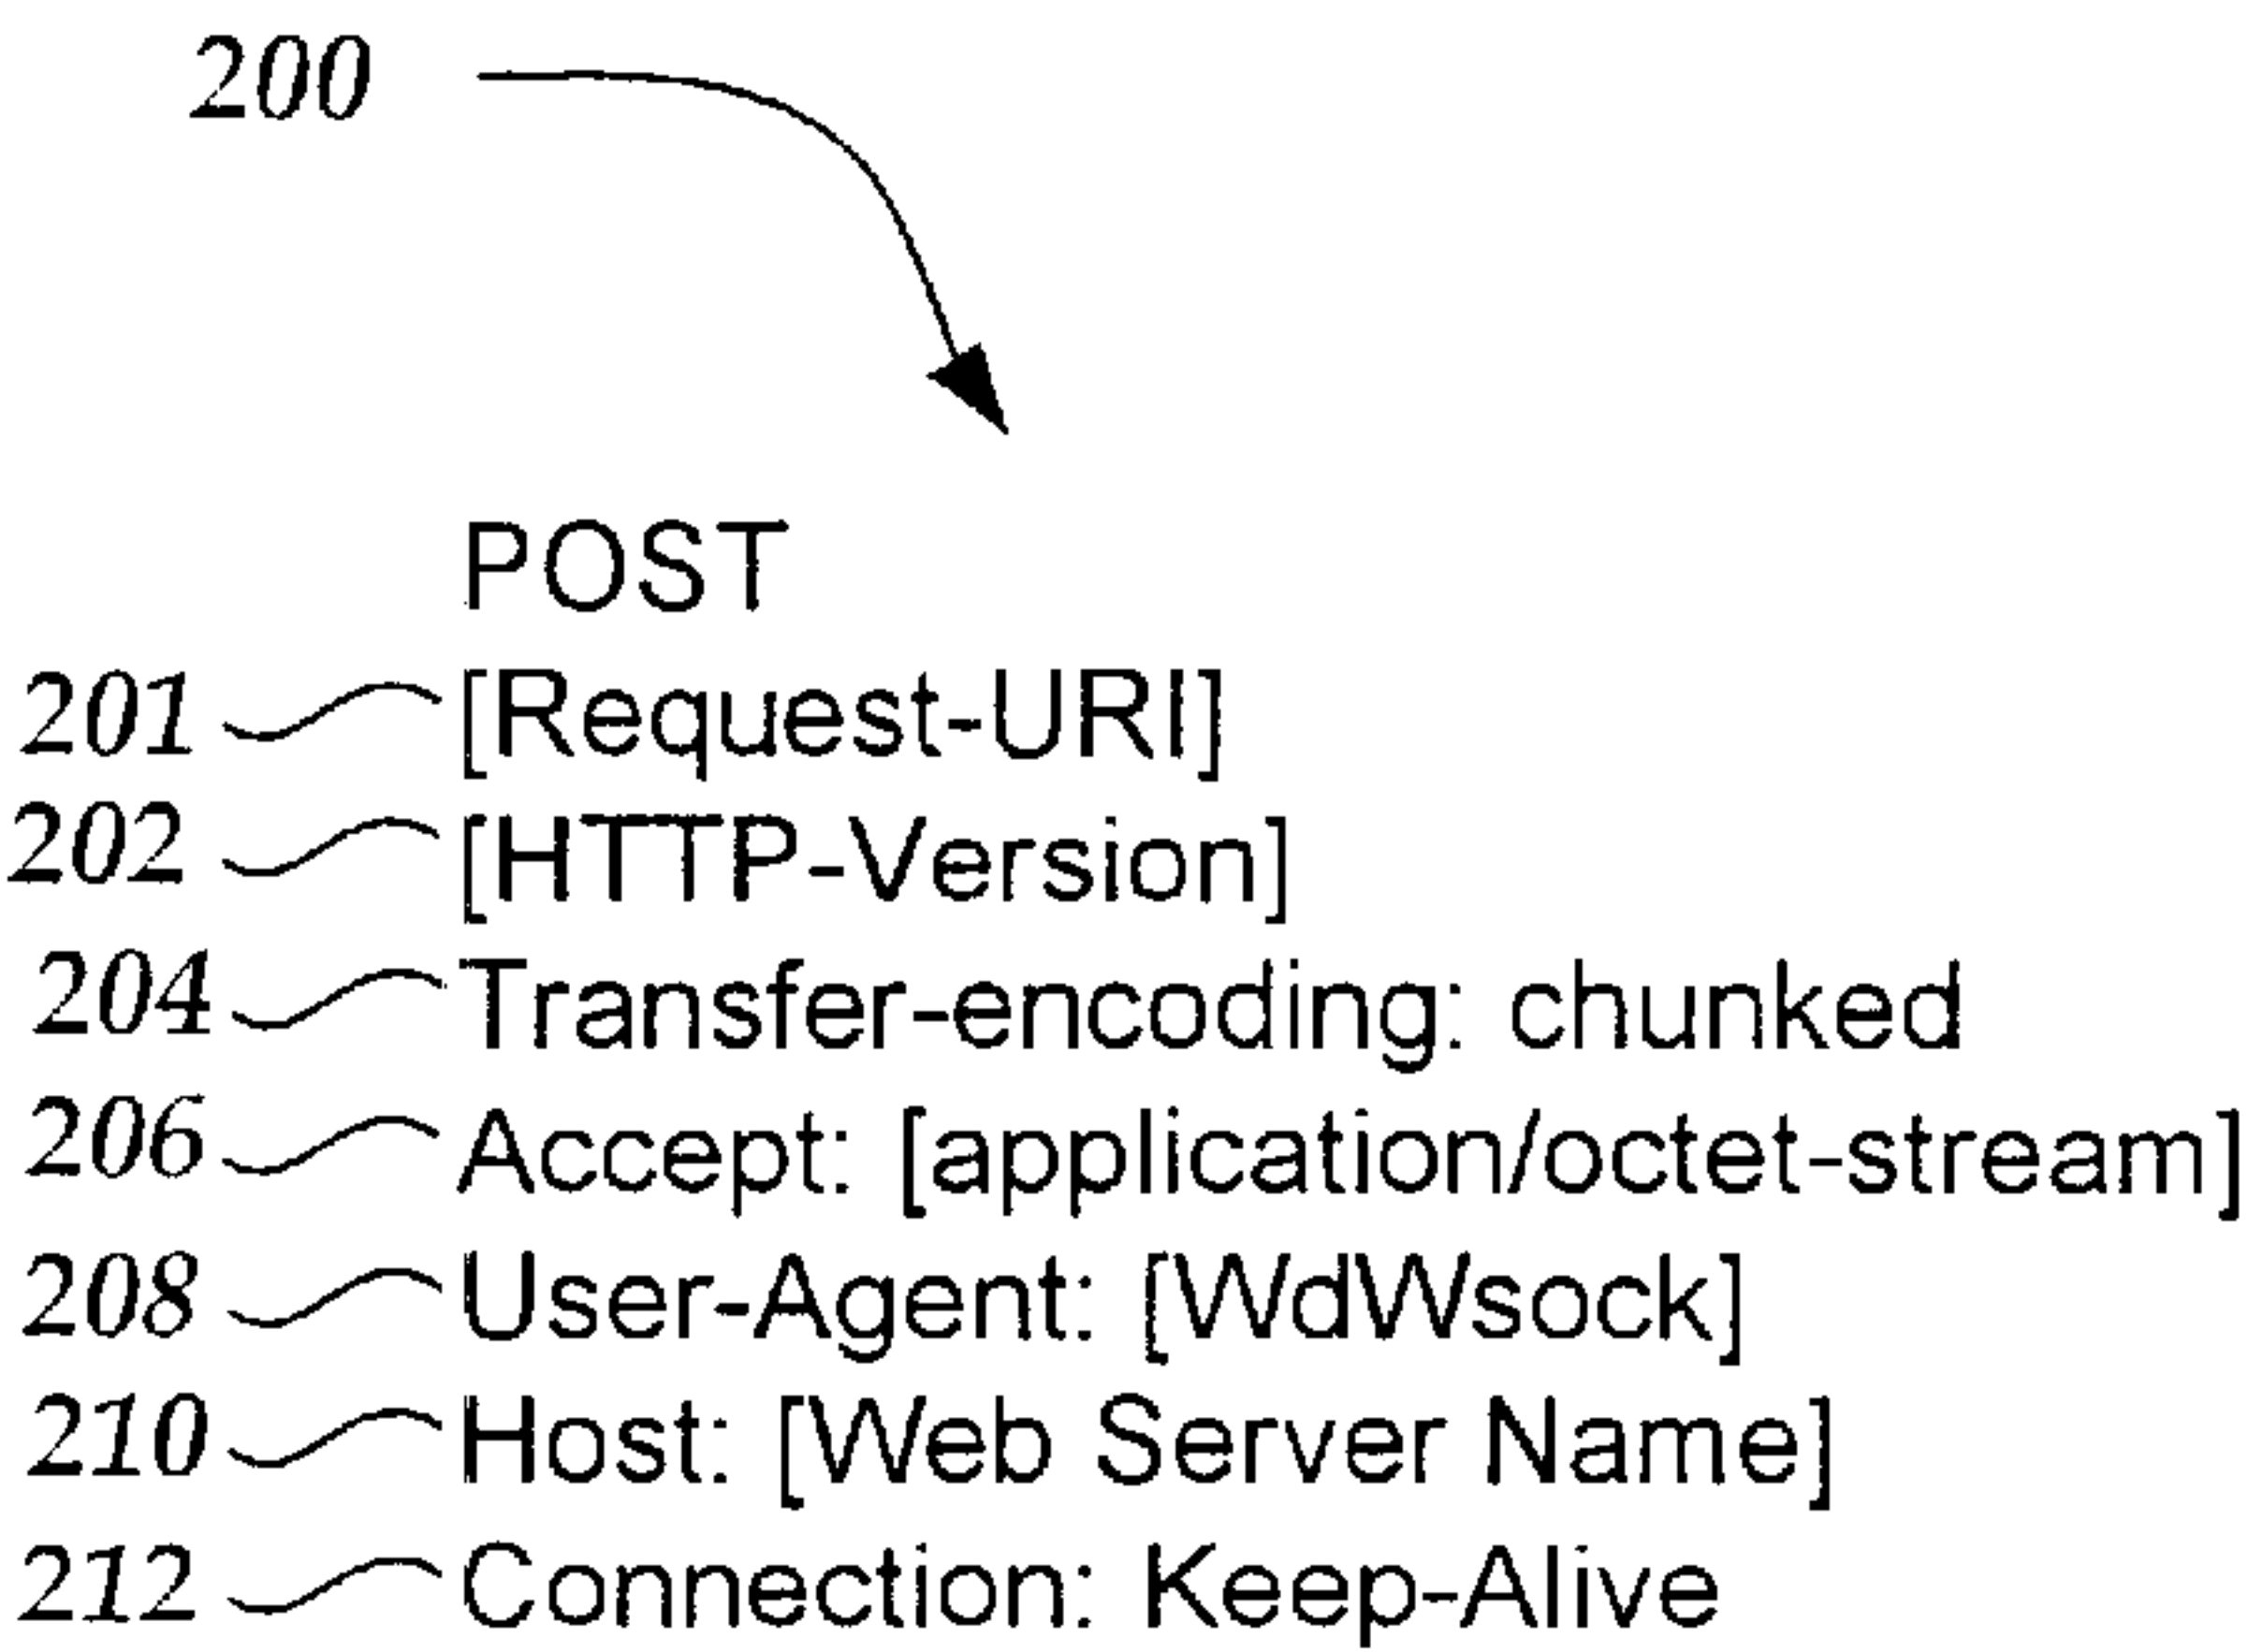 200
POST
201 [Request-URI]
202 [HTTP-Version]
204 Transfer-encoding: chunked
206 Accept: [application/octet-stream]
208 User-Agent: [WdWsock]
210 Host: [Web Server Name]
212 Connection: Keep-Alive